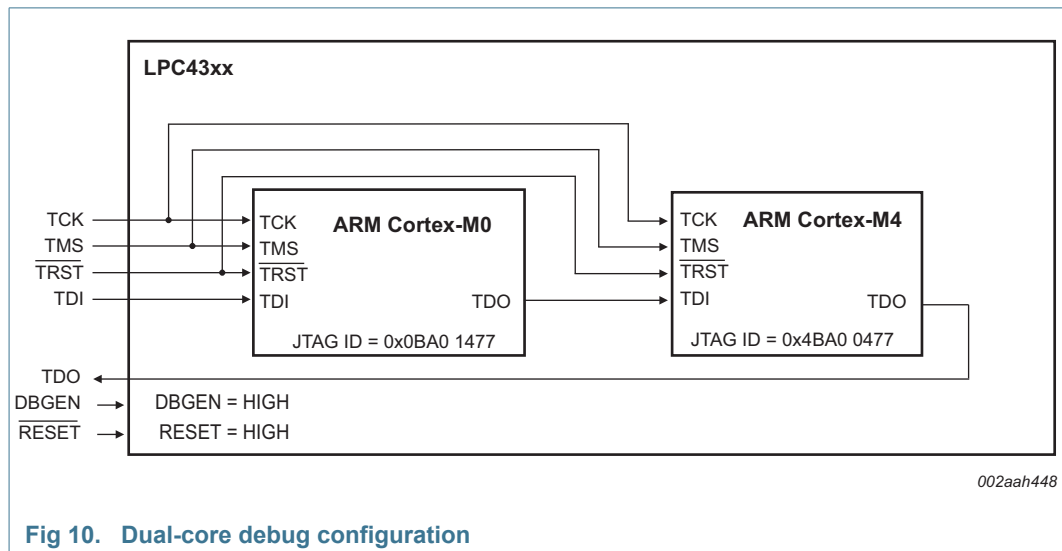 LPC43xx
TCK
TMS
TRST
TDI
TDO
DBGEN
RESET
TCK
TMS
TRST
TDI
ARM Cortex-M0
TDO
JTAG ID = 0x0BA0 1477
TCK
TMS
TRST
TDI
ARM Cortex-M4
TDO
JTAG ID = 0x4BA0 0477
DBGEN = HIGH
RESET = HIGH
002aah448
Fig 10. Dual-core debug configuration